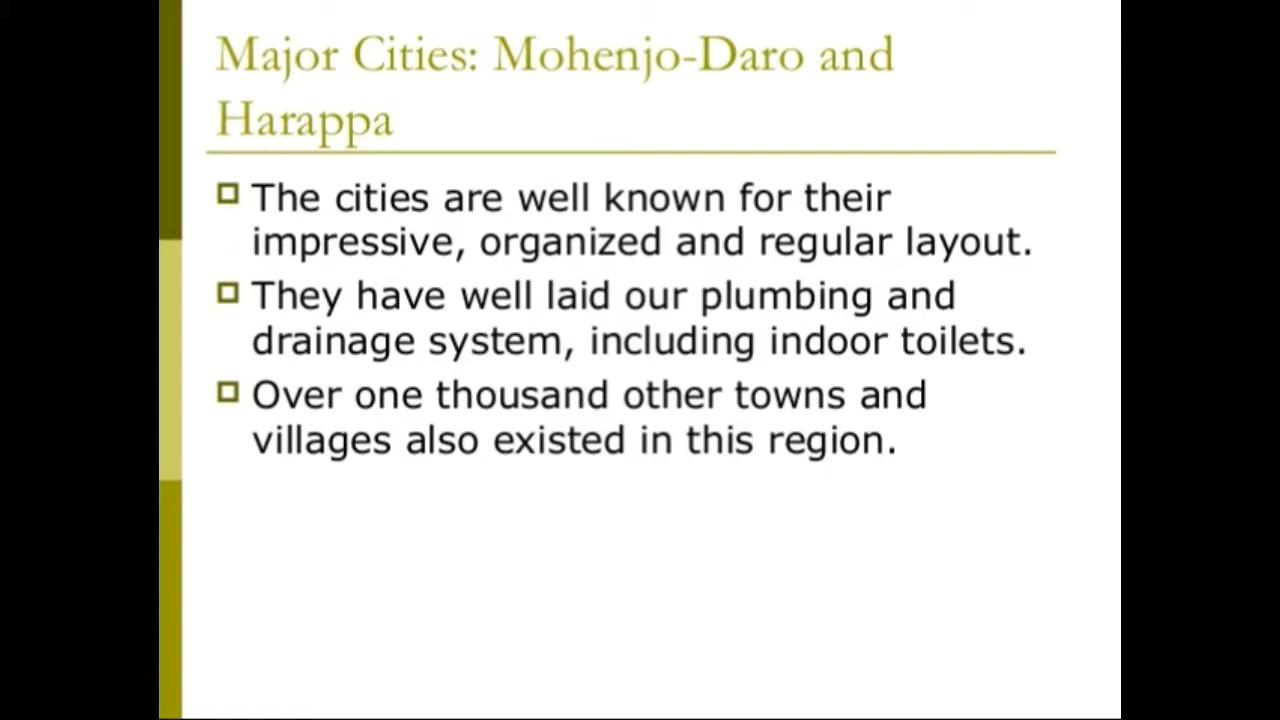 Major Cities: Mohenjo-Daro and
Harappa
The cities are well known for their
impressive, organized and regular layout.
They have well laid our plumbing and
drainage system, including indoor toilets.
Over one thousand other towns and
villages also existed in this region.